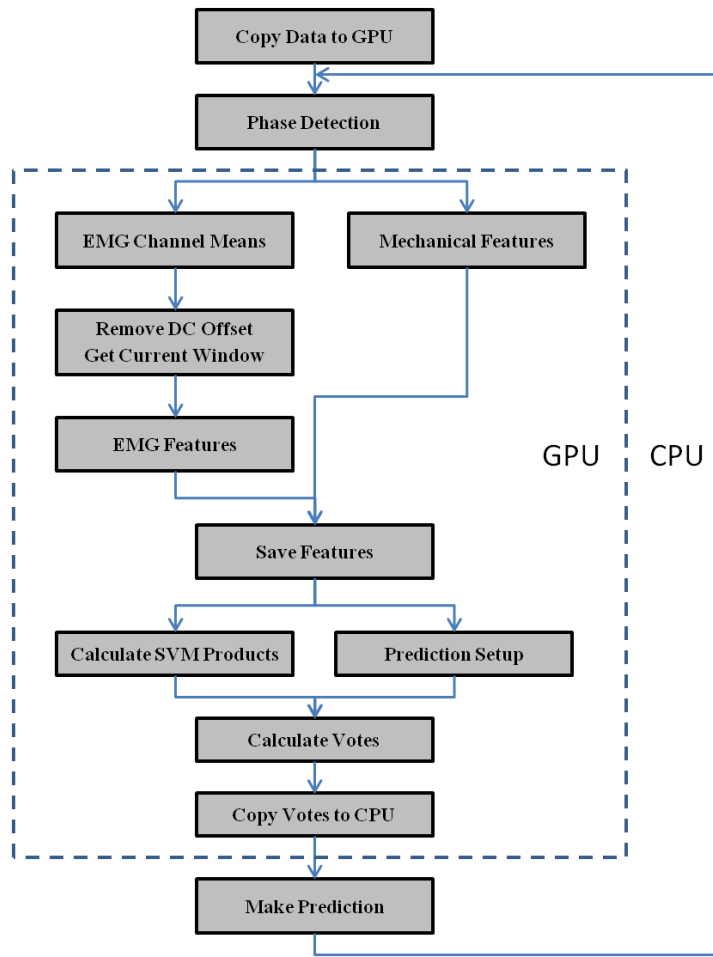 Copy Data to GPU
Phase Detection
EMG Channel Means
Mechanical Features
Remove DC Offset
Get Current Window
EMG Features
GPU
CPU
Save Features
Calculate SVM Products
Prediction Setup
Calculate Votes
Copy Votes to CPU
Make Prediction